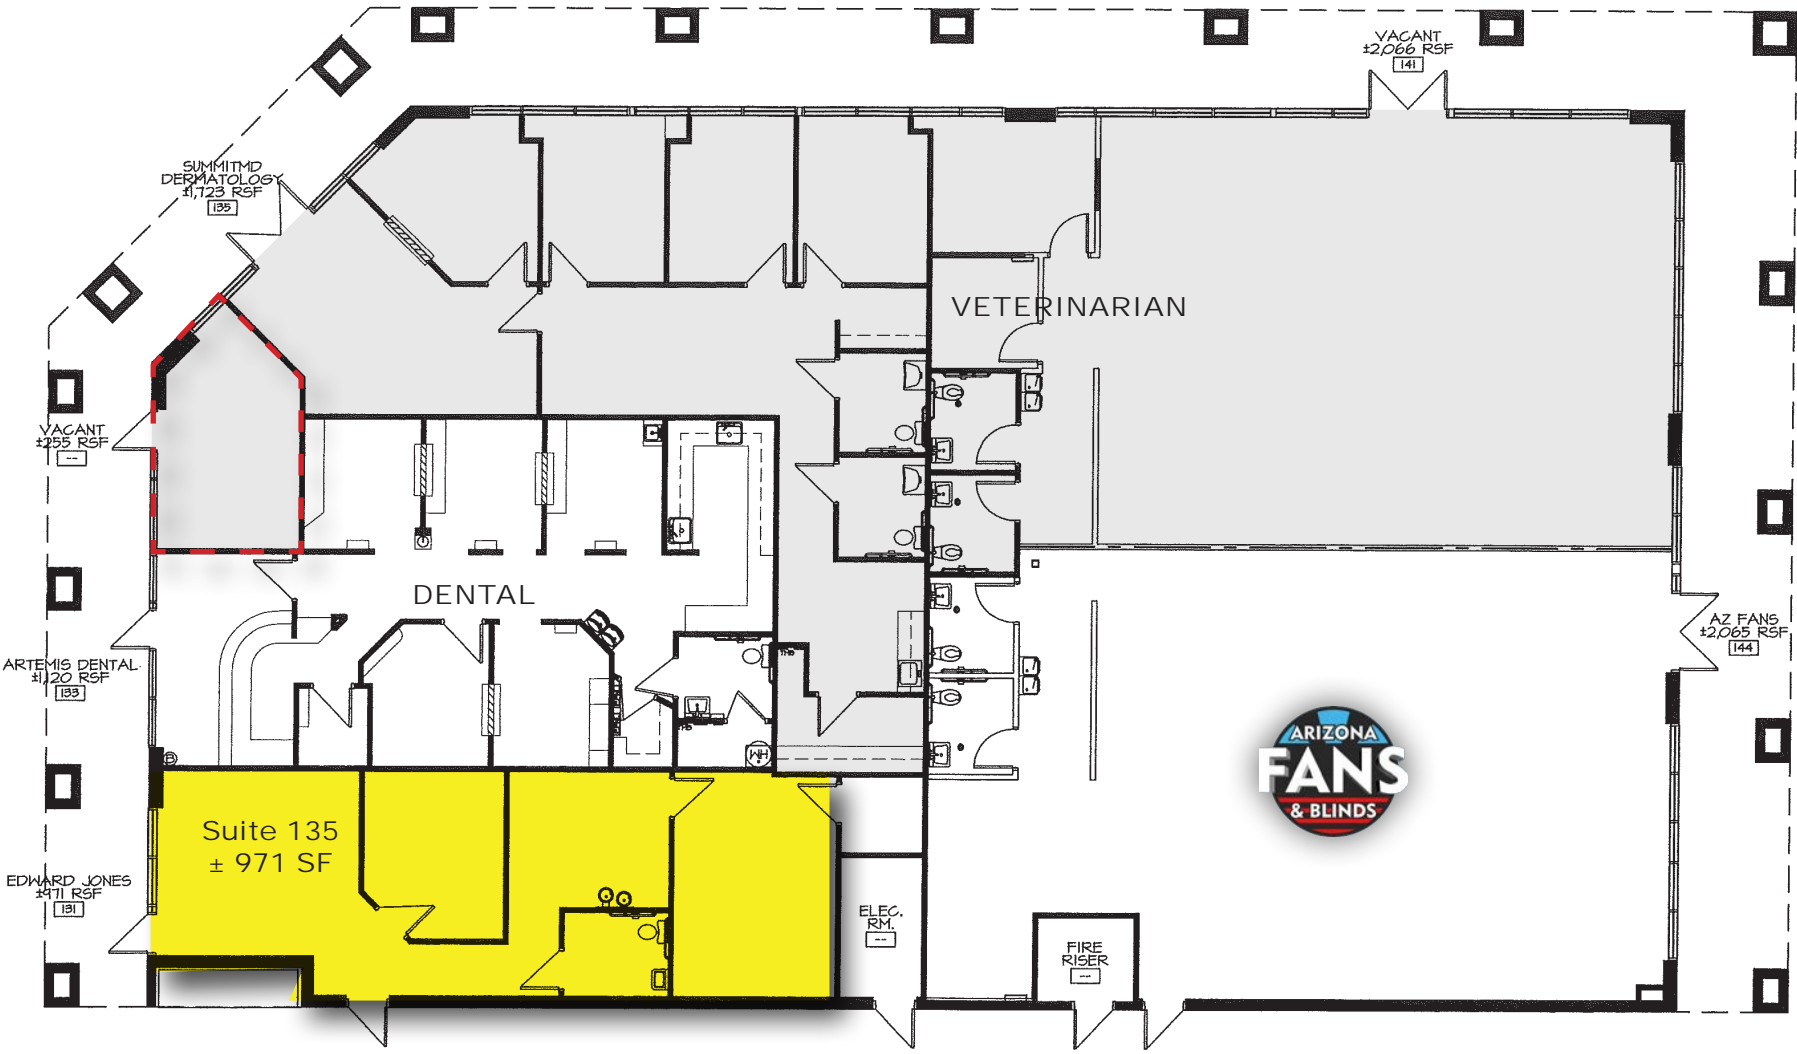 VACANT
±2,066 RSF
141
SUMMITMD
DERMATOLOGY
±1,723 RSF
135
VETERINARIAN
VACANT
±255 RSF
--
DENTAL
AZ FANS
±2,065 RSF
144
ARTEMIS DENTAL
±1,120 RSF
133
ARIZONA
FANS
& BLINDS
WH
Suite 135
± 971 SF
EDWARD JONES
±971 RSF
131
ELEC.
RM.
--
FIRE
RISER
--